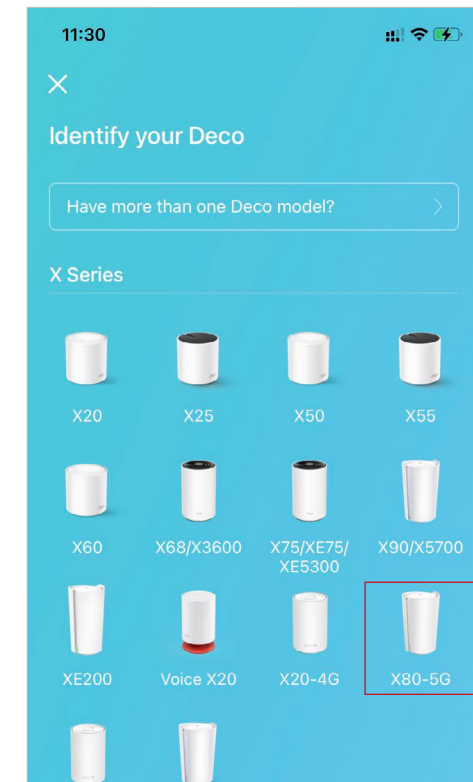 11:30
Identify your Deco
Have more than one Deco model?
X Series
X20
X25
X50
X55
X60
X68/X3600
X75/XE75/
XE5300
X90/X5700
XE200
Voice X20
X20-4G
X80-5G